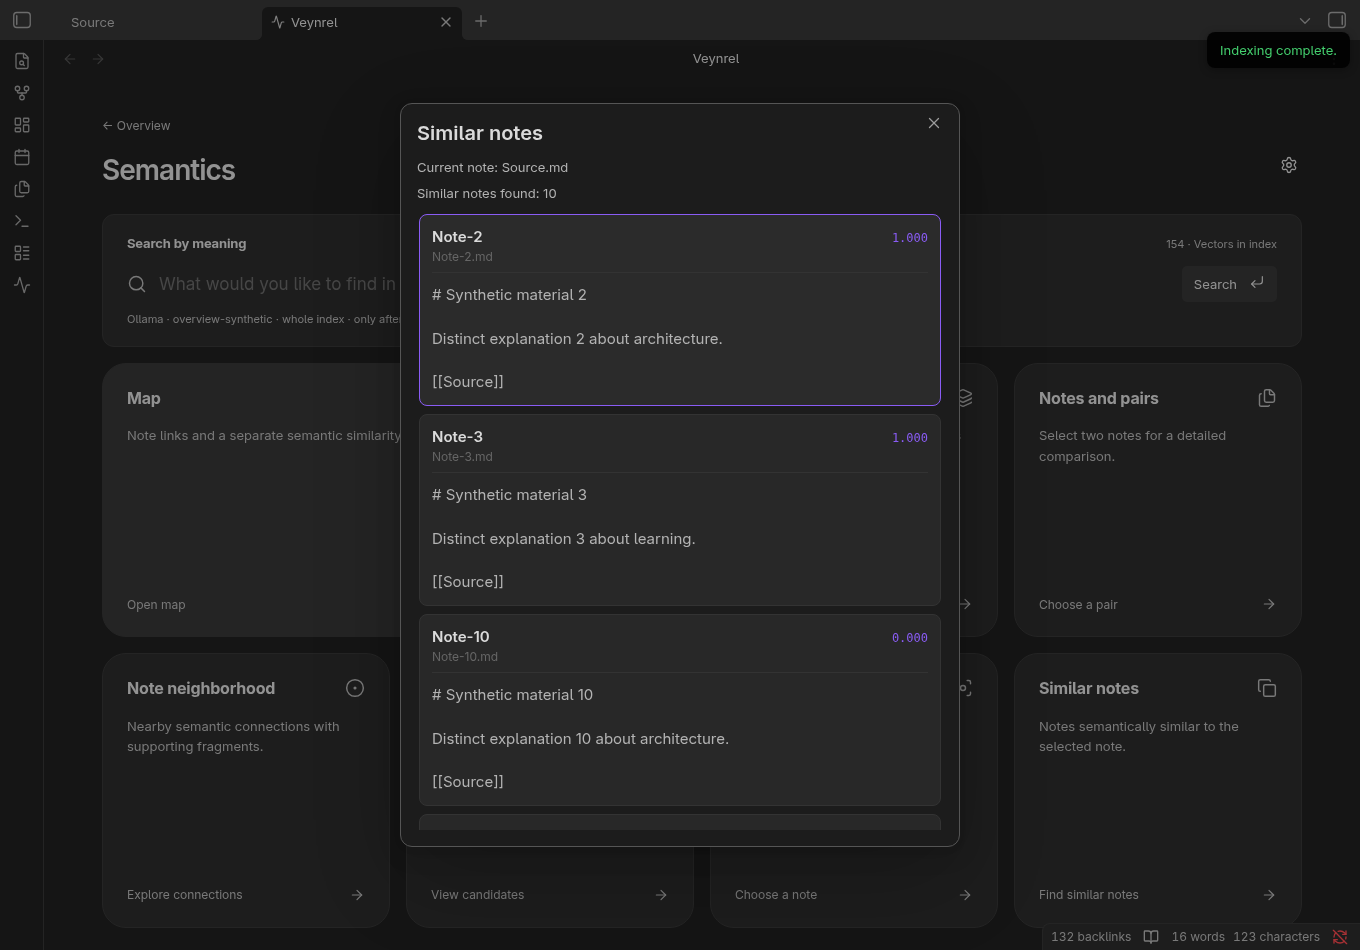 Source
Veynrel
Veynrel
Indexing complete.
← Overview
Semantics
Search by meaning
154 · Vectors in index
What would you like to find in
Search
Ollama · overview-synthetic · whole index · only after
Map
Note links and a separate semantic similarity
Open map
Notes and pairs
Select two notes for a detailed
comparison.
Choose a pair
Similar notes
Current note: Source.md
Similar notes found: 10
Note-2
1.000
Note-2.md
# Synthetic material 2
Distinct explanation 2 about architecture.
[[Source]]
Note-3
1.000
Note-3.md
# Synthetic material 3
Distinct explanation 3 about learning.
[[Source]]
Note-10
0.000
Note-10.md
# Synthetic material 10
Distinct explanation 10 about architecture.
[[Source]]
Note neighborhood
Nearby semantic connections with
supporting fragments.
Explore connections
View candidates
Choose a note
Similar notes
Notes semantically similar to the
selected note.
Find similar notes
132 backlinks
16 words
123 characters